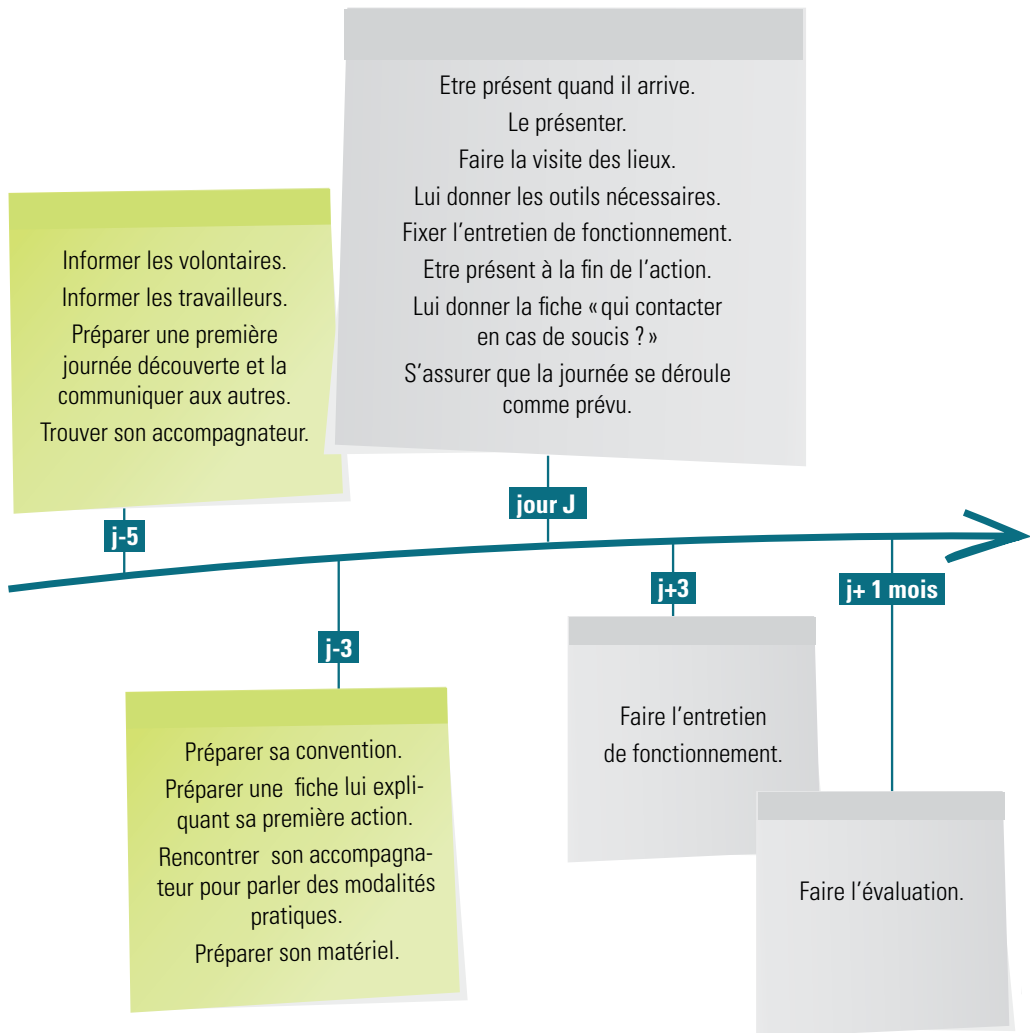 Informer les volontaires.
Informer les travailleurs.
Préparer une première
journée découverte et la
communiquer aux autres.
Trouver son accompagnateur.
j-5
Préparer sa convention.
Préparer une fiche lui expli-
quant sa première action.
Rencontrer son accompagna-
teur pour parler des modalités
pratiques.
Préparer son matériel.
j-3
Etre présent quand il arrive.
Le présenter.
Faire la visite des lieux.
Lui donner les outils nécessaires.
Fixer l'entretien de fonctionnement.
Etre présent à la fin de l'action.
Lui donner la fiche «qui contacter
en cas de soucis ?»
S'assurer que la journée se déroule
comme prévu.
jour J
j+3
Faire l'entretien
de fonctionnement.
j+ 1 mois
Faire l'évaluation.